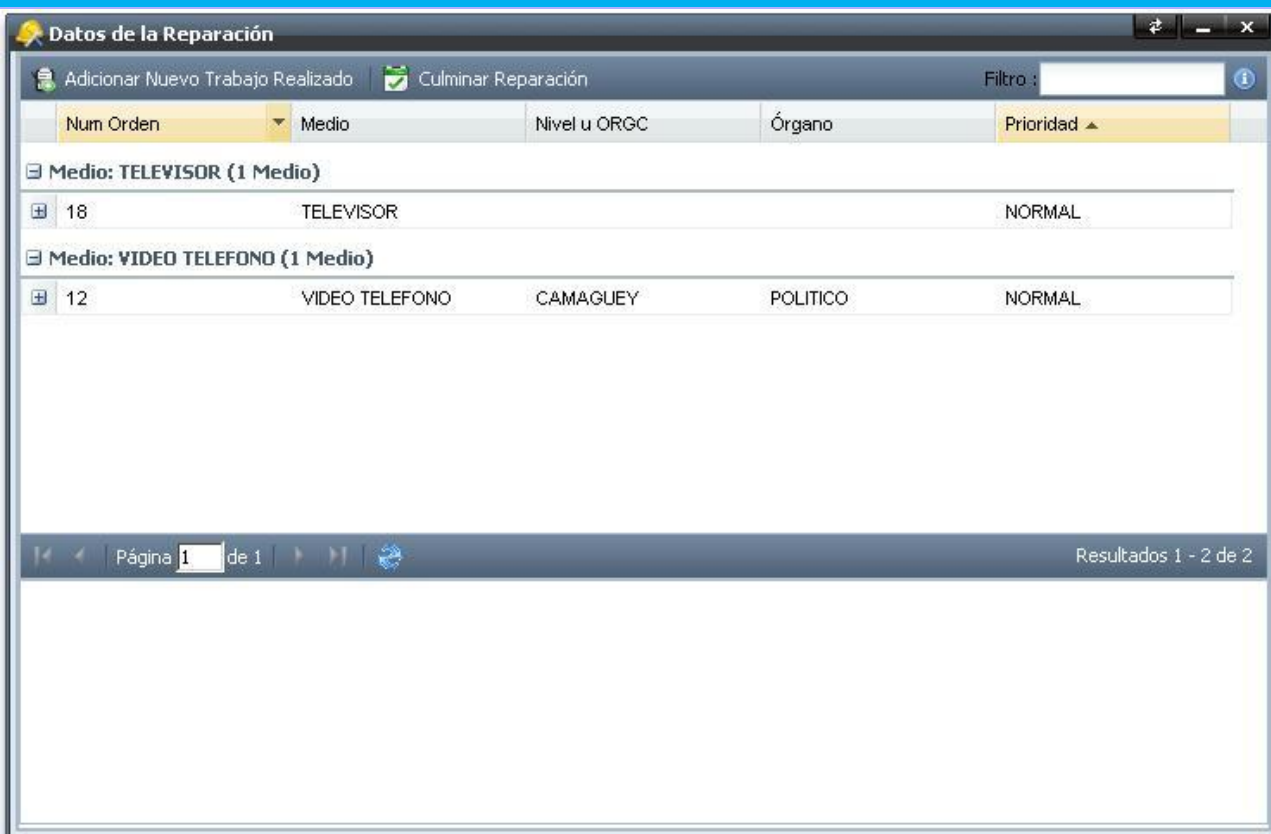 Datos de la Reparación
Adicionar Nuevo Trabajo Realizado Culminar Reparación Filtro :
Num Orden Medio Nivel u ORGC Órgano Prioridad
Medio: TELEVISOR (1 Medio)
18 TELEVISOR NORMAL
Medio: VIDEO TELEFONO (1 Medio)
12 VIDEO TELEFONO CAMAGUEY POLITICO NORMAL
Página 1 de 1 Resultados 1 - 2 de 2